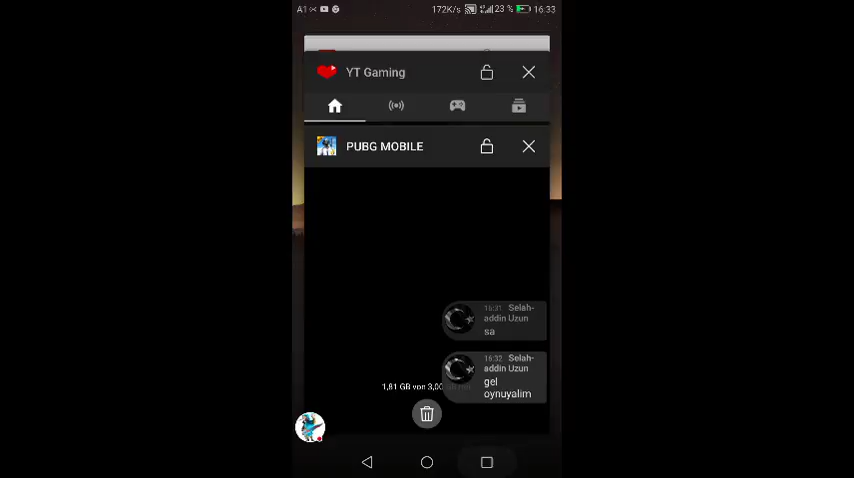 A1 172K/s 23 % 16:33
YT Gaming
PUBG MOBILE
16:31 Selah-
addin Uzun
sa
16:32 Selah-
addin Uzun
gel
oynuyalim
1,81 GB von 3,00